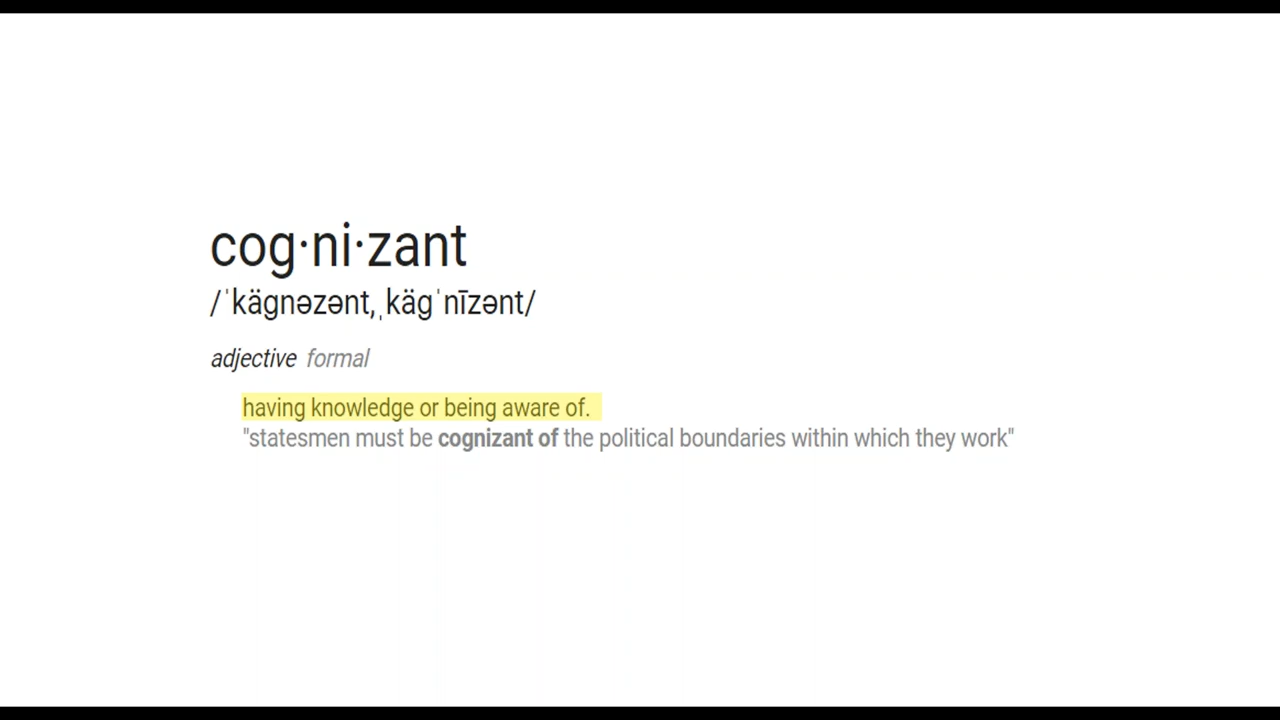 cog·ni·zant
/ˈkägnəzənt,ˌkägˈnīzənt/
adjective formal
having knowledge or being aware of.
"statesmen must be cognizant of the political boundaries within which they work"